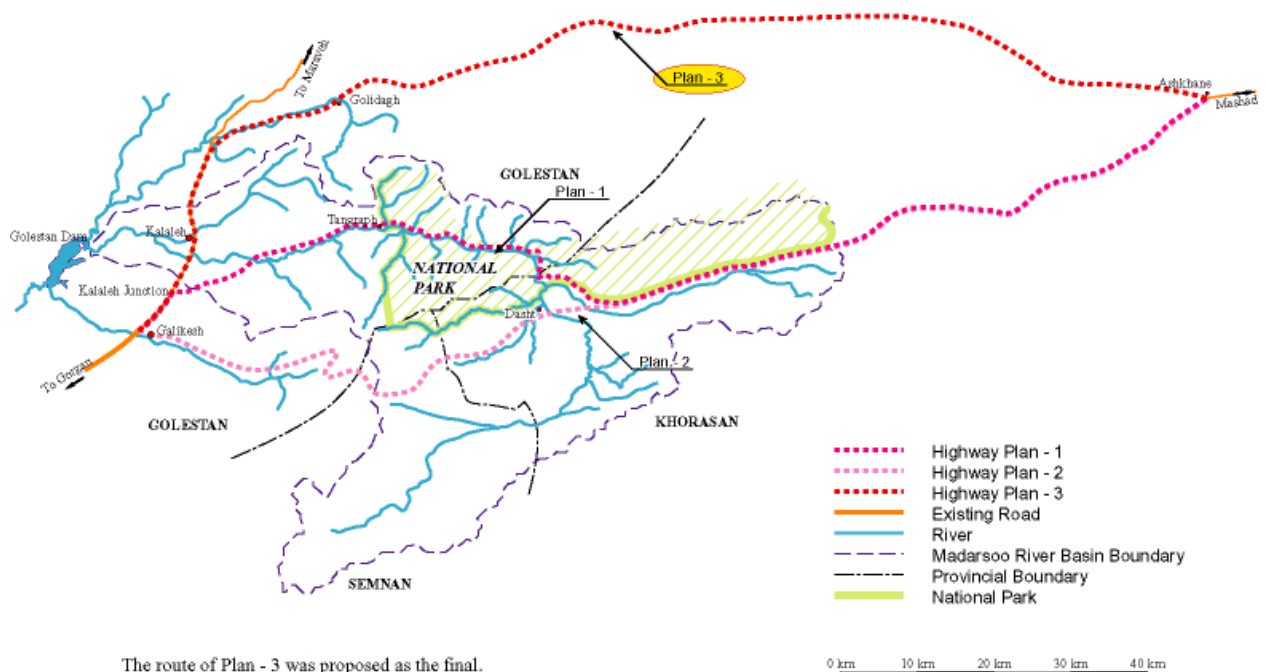 To Maraveh
Plan - 3
Ashkhane
Mashad
Golidagh
GOLESTAN
Plan - 1
Tangraph
Golestan Dam
Kalaleh
NATIONAL
PARK
Kalaleh Junction
Dasht
Galikesh
Plan - 2
To Gorgan
GOLESTAN
KHORASAN
SEMNAN
Highway Plan - 1
Highway Plan - 2
Highway Plan - 3
Existing Road
River
Madarsoo River Basin Boundary
Provincial Boundary
National Park
The route of Plan - 3 was proposed as the final.
0 km 10 km 20 km 30 km 40 km